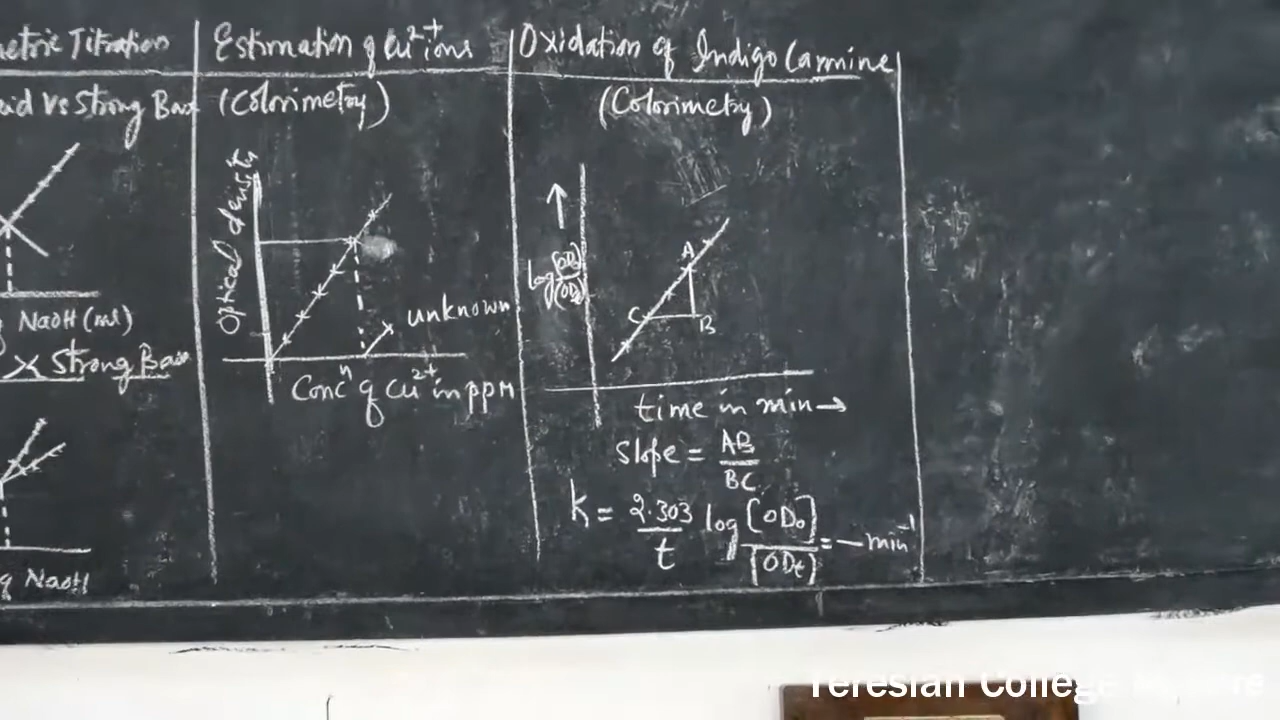 etric Titration
cid Vs Strong Base
NaOH (ml)
X Strong Base
NaOH
Estimation of Cu²⁺ ions
(Colorimetry)
Optical density
unknown
Concⁿ of Cu²⁺ in ppm
Oxidation of Indigo Carmine
(Colorimetry)
log [OD₀]/[ODt]
A
C
B
time in min →
Slope = AB/BC
K = 2.303/t log [OD₀]/[ODt] = — min⁻¹
Teresian College